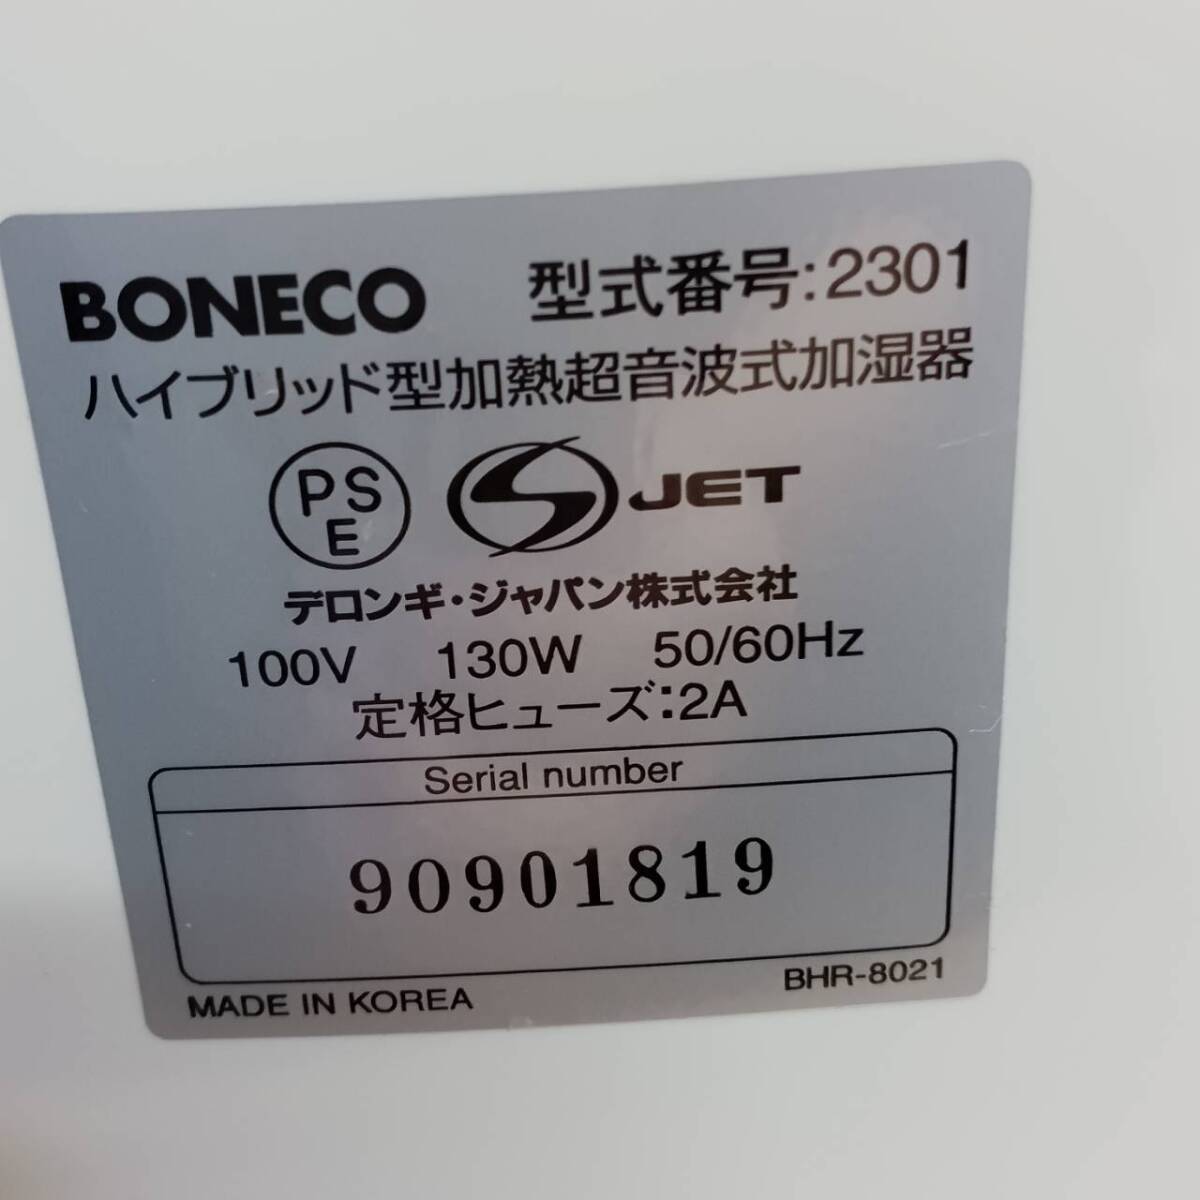 BONECO 型式番号:2301
ハイブリッド型加熱超音波式加湿器
PS
E
S JET
デロンギ・ジャパン株式会社
100V 130W 50/60Hz
定格ヒューズ:2A
Serial number
90901819
MADE IN KOREA BHR-8021